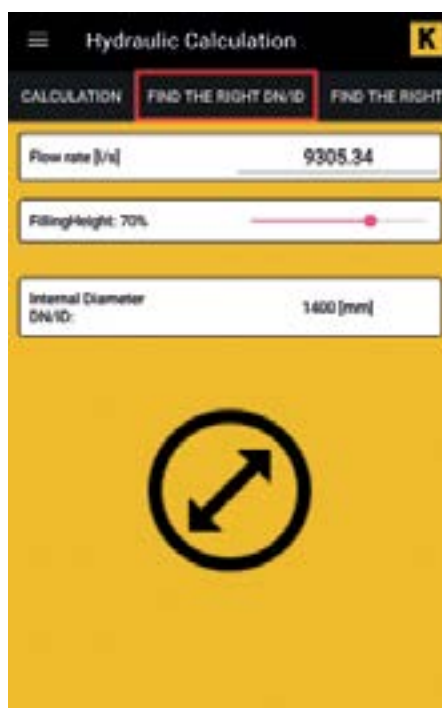 Hydraulic Calculation
K
CALCULATION FIND THE RIGHT DN/ID FIND THE RIGHT
Flow rate [l/s] 9305.34
FillingHeight: 70%
Internal Diameter
DN/ID: 1400 [mm]